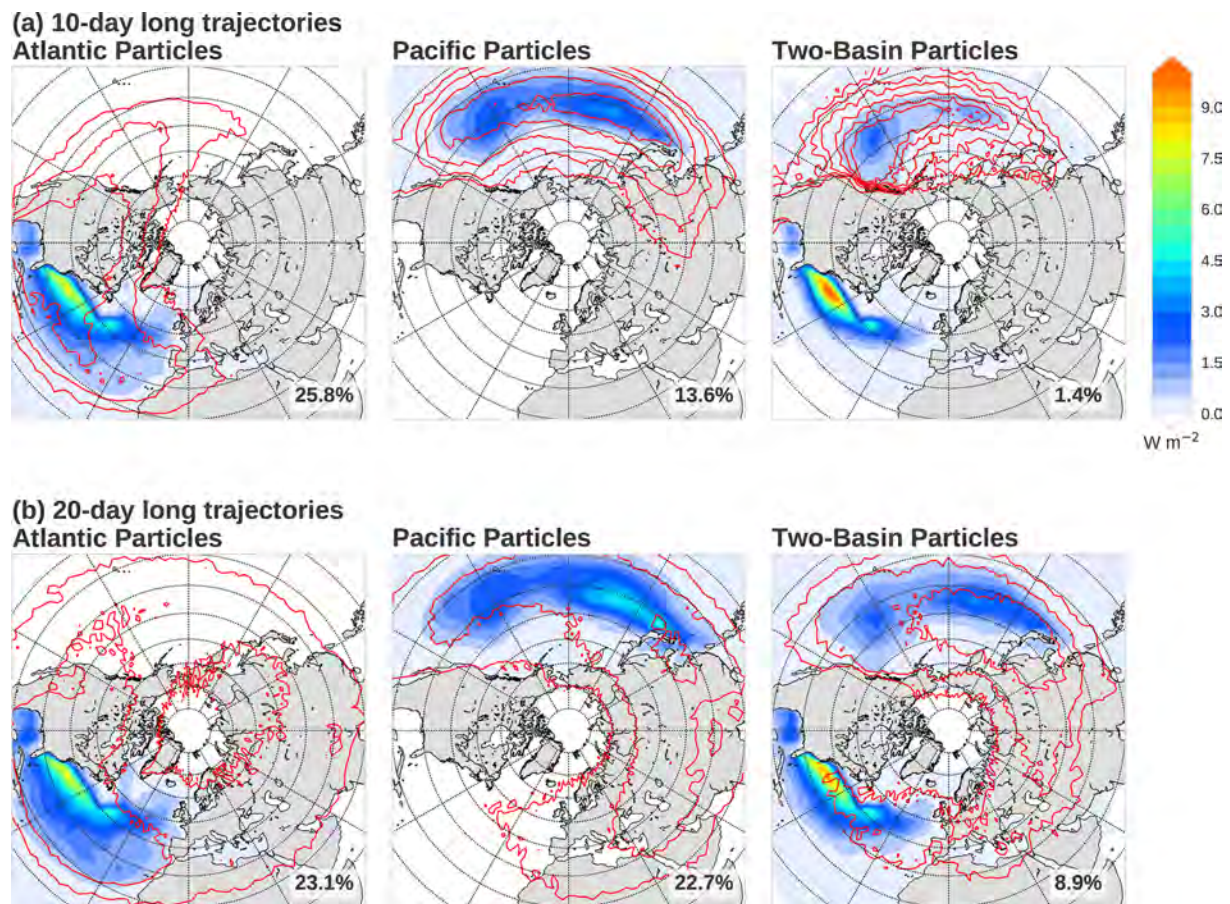 (a) 10-day long trajectories
Atlantic Particles Pacific Particles Two-Basin Particles
25.8% 13.6% 1.4%
9.0
7.5
6.0
4.5
3.0
1.5
0.0
W m⁻²
(b) 20-day long trajectories
Atlantic Particles Pacific Particles Two-Basin Particles
23.1% 22.7% 8.9%